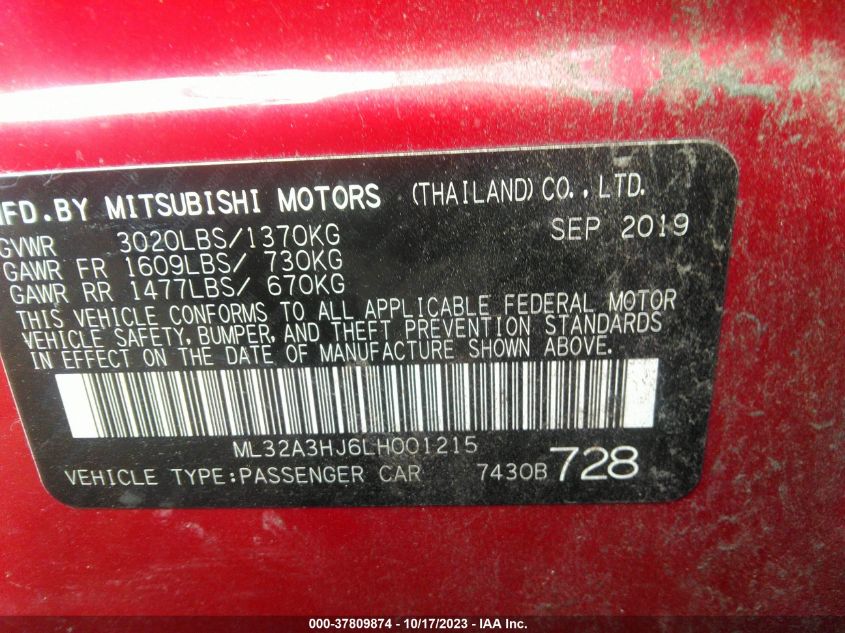 MFD.BY MITSUBISHI MOTORS (THAILAND) CO., LTD.
GVWR 3020LBS/1370KG SEP 2019
GAWR FR 1609LBS/ 730KG
GAWR RR 1477LBS/ 670KG
THIS VEHICLE CONFORMS TO ALL APPLICABLE FEDERAL MOTOR
VEHICLE SAFETY, BUMPER, AND THEFT PREVENTION STANDARDS
IN EFFECT ON THE DATE OF MANUFACTURE SHOWN ABOVE.
ML32A3HJ6LH001215
VEHICLE TYPE:PASSENGER CAR 7430B 728
000-37809874 - 10/17/2023 - IAA Inc.